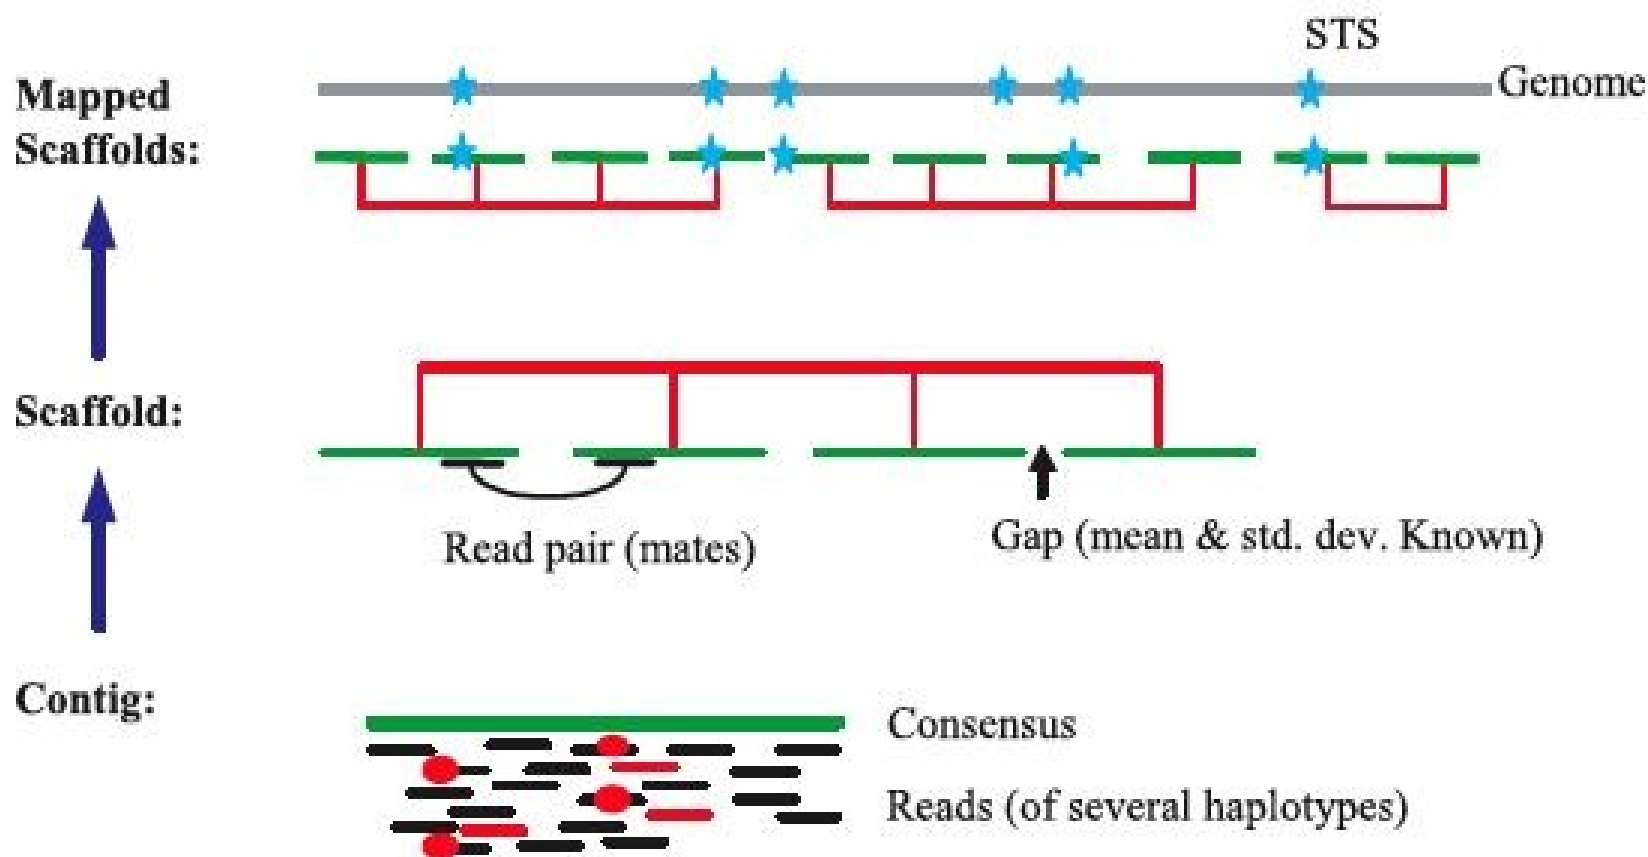 STS
Genome
Mapped
Scaffolds:
Scaffold:
Read pair (mates)
Gap (mean & std. dev. Known)
Contig:
Consensus
Reads (of several haplotypes)